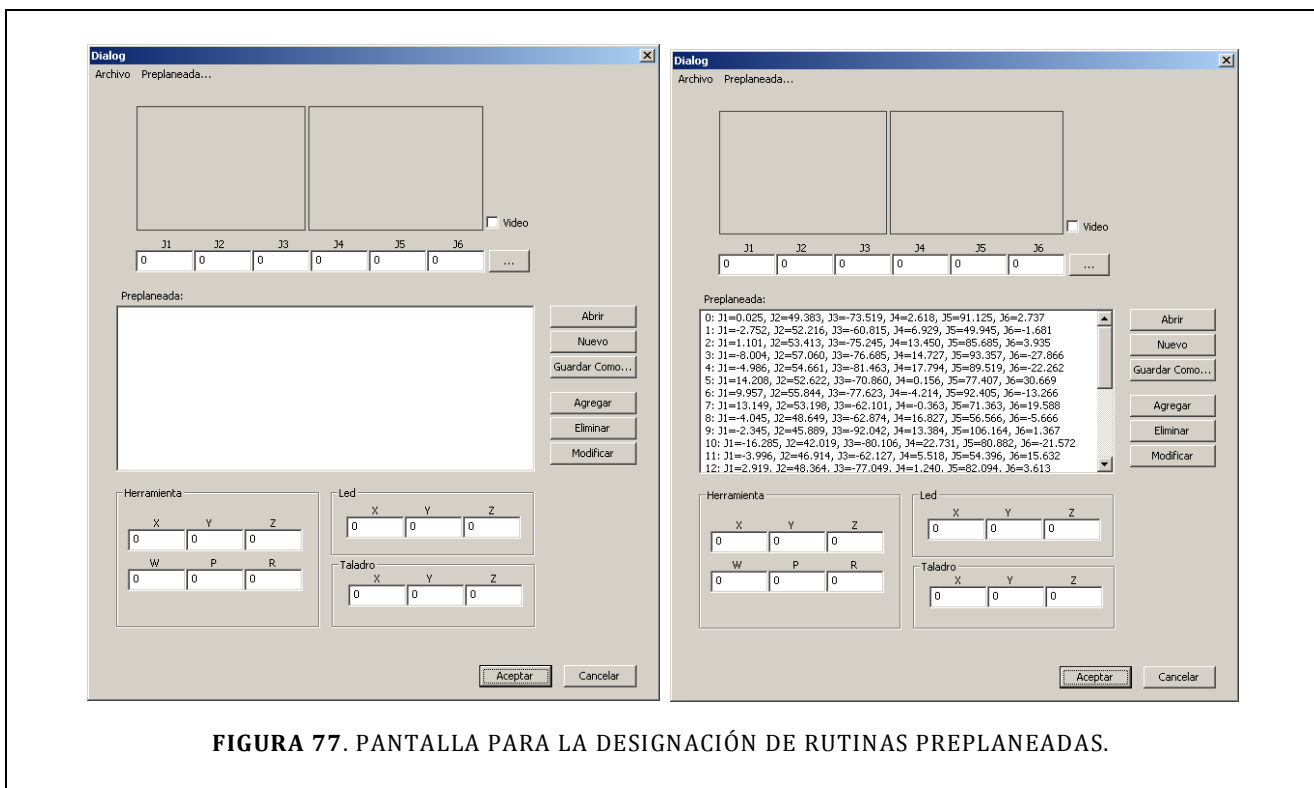 Dialog
Archivo Preplaneada...
Video
J1 J2 J3 J4 J5 J6
0 0 0 0 0 0 ...
Preplaneada:
Abrir
Nuevo
Guardar Como...
Agregar
Eliminar
Modificar
Herramienta
X Y Z
0 0 0
W P R
0 0 0
Led
X Y Z
0 0 0
Taladro
X Y Z
0 0 0
Aceptar Cancelar
Dialog
Archivo Preplaneada...
Video
J1 J2 J3 J4 J5 J6
0 0 0 0 0 0 ...
Preplaneada:
0: J1=0.025, J2=49.383, J3=-73.519, J4=2.618, J5=91.125, J6=2.737
1: J1=-2.752, J2=52.216, J3=-60.815, J4=6.929, J5=49.945, J6=-1.681
2: J1=1.101, J2=53.413, J3=-75.245, J4=13.450, J5=85.685, J6=3.935
3: J1=-8.004, J2=57.060, J3=-76.685, J4=14.727, J5=93.357, J6=-27.866
4: J1=-4.986, J2=54.661, J3=-81.463, J4=17.794, J5=89.519, J6=-22.262
5: J1=14.208, J2=52.622, J3=-70.860, J4=0.156, J5=77.407, J6=30.669
6: J1=9.957, J2=55.844, J3=-77.623, J4=-4.214, J5=92.405, J6=-13.266
7: J1=13.149, J2=53.198, J3=-62.101, J4=-0.363, J5=71.363, J6=19.588
8: J1=-4.045, J2=48.649, J3=-62.874, J4=16.827, J5=56.566, J6=-5.666
9: J1=-2.345, J2=45.889, J3=-92.042, J4=13.384, J5=106.164, J6=1.367
10: J1=-16.285, J2=42.019, J3=-80.106, J4=22.731, J5=80.882, J6=-21.572
11: J1=-3.996, J2=46.914, J3=-62.127, J4=5.518, J5=54.396, J6=15.632
12: J1=2.919, J2=48.364, J3=-77.049, J4=1.240, J5=82.094, J6=3.613
Abrir
Nuevo
Guardar Como...
Agregar
Eliminar
Modificar
Herramienta
X Y Z
0 0 0
W P R
0 0 0
Led
X Y Z
0 0 0
Taladro
X Y Z
0 0 0
Aceptar Cancelar
FIGURA 77. PANTALLA PARA LA DESIGNACIÓN DE RUTINAS PREPLANEADAS.